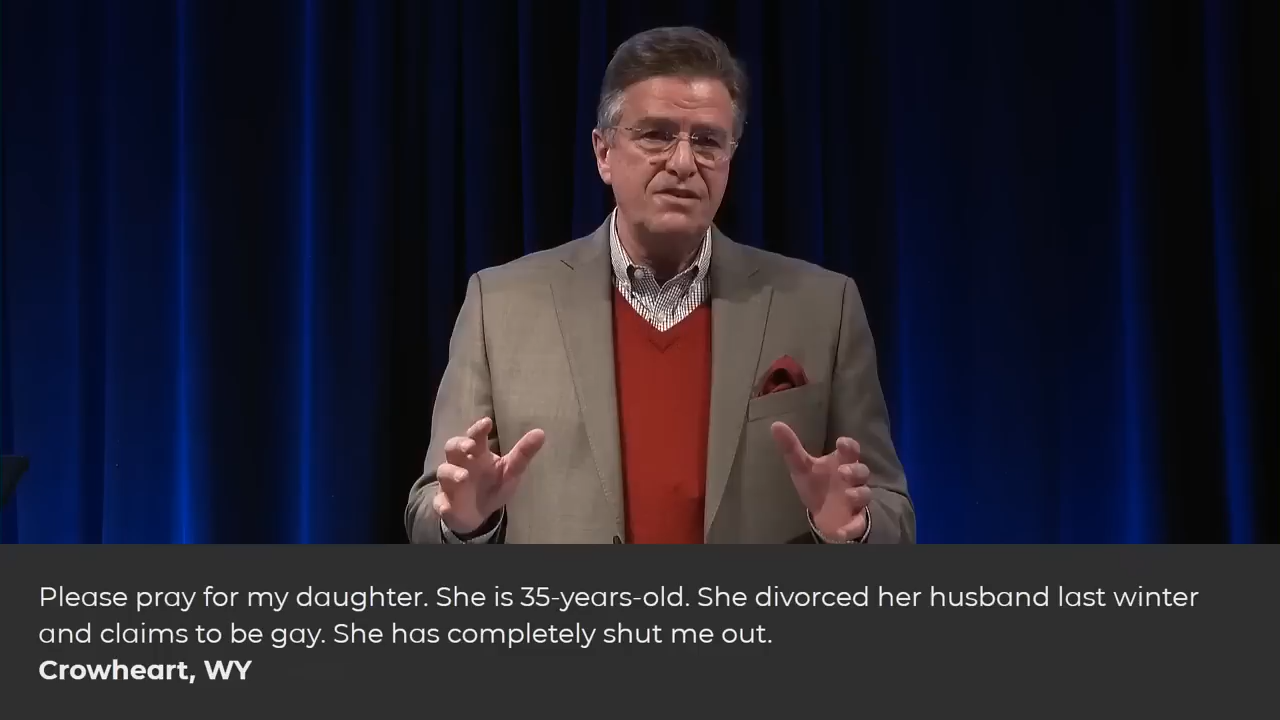 Please pray for my daughter. She is 35-years-old. She divorced her husband last winter
and claims to be gay. She has completely shut me out.
Crowheart, WY